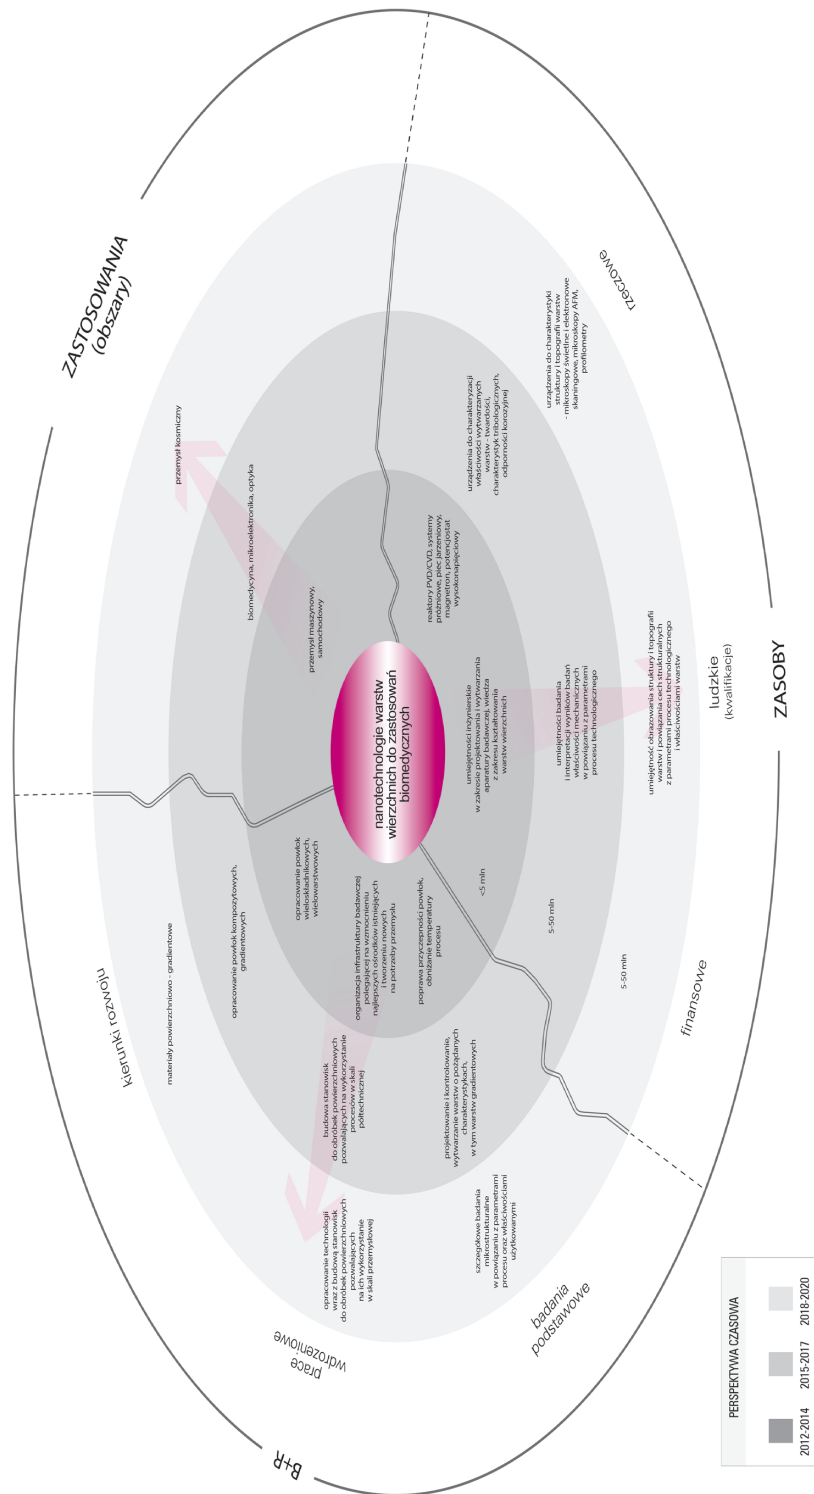 ZASTOSOWANIA
(obszary)
przemysł kosmiczny
biomedycyna, mikroelektronika, optyka
przemysł maszynowy,
samochodowy
rzeczowe
urządzenia do charakterystyki
struktury i topografii warstw
- mikroskopy świetlne i elektronowe
skaningowe, mikroskopy AFM,
profilometry
urządzenia do charakteryzacji
właściwości wytwarzanych
warstw - twardości,
charakterystyk tribologicznych,
odporności korozyjnej
reaktory PVD/CVD, systemy
próżniowe, piec jarzeniowy,
magnetron, potencjostat
wysokonapięciowy
nanotechnologie warstw
wierzchnich do zastosowań
biomedycznych
umiejętności inżynierskie
w zakresie projektowania i wytwarzania
aparatury badawczej, wiedza
z zakresu kształtowania
warstw wierzchnich
umiejętności badania
i interpretacji wyników badań
właściwości mechanicznych
w powiązaniu z parametrami
procesu technologicznego
umiejętność obrazowania struktury i topografii
warstw i powiązania cech strukturalnych
z parametrami procesu technologicznego
i właściwościami warstw
ludzkie
(kwalifikacje)
ZASOBY
<5 mln
5-50 mln
5-50 mln
finansowe
kierunki rozwoju
materiały powierzchniowo - gradientowe
opracowanie powłok kompozytowych,
gradientowych
opracowanie powłok
wieloskładnikowych,
wielowarstwowych
organizacja infrastruktury badawczej
polegającej na wzmocnieniu
najlepszych ośrodków istniejących
i tworzeniu nowych
na potrzeby przemysłu
poprawa przyczepności powłok,
obniżanie temperatury
procesu
budowa stanowisk
do obróbek powierzchniowych
pozwalających na wykorzystanie
procesów w skali
półtechnicznej
projektowanie i kontrolowanie,
wytwarzanie warstw o pożądanych
charakterystykach,
w tym warstw gradientowych
opracowanie technologii
wraz z budową stanowisk
do obróbek powierzchniowych
pozwalających
na ich wykorzystanie
w skali przemysłowej
szczegółowe badania
mikrostrukturalne
w powiązaniu z parametrami
procesu oraz właściwościami
użytkowanymi
prace
wdrożeniowe
badania
podstawowe
B+R
PERSPEKTYWA CZASOWA
2012-2014
2015-2017
2018-2020